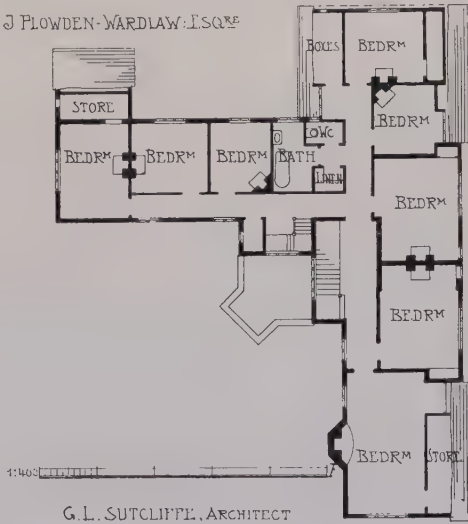 J PLOWDEN-WARDLAW: ESQRE
BOXES
BEDRM
STORE
BEDRM
BEDRM
BEDRM
BEDRM
BATH
WC
LINEN
BEDRM
BEDRM
BEDRM
STORE
1:400
G.L. SUTCLIFFE, ARCHITECT